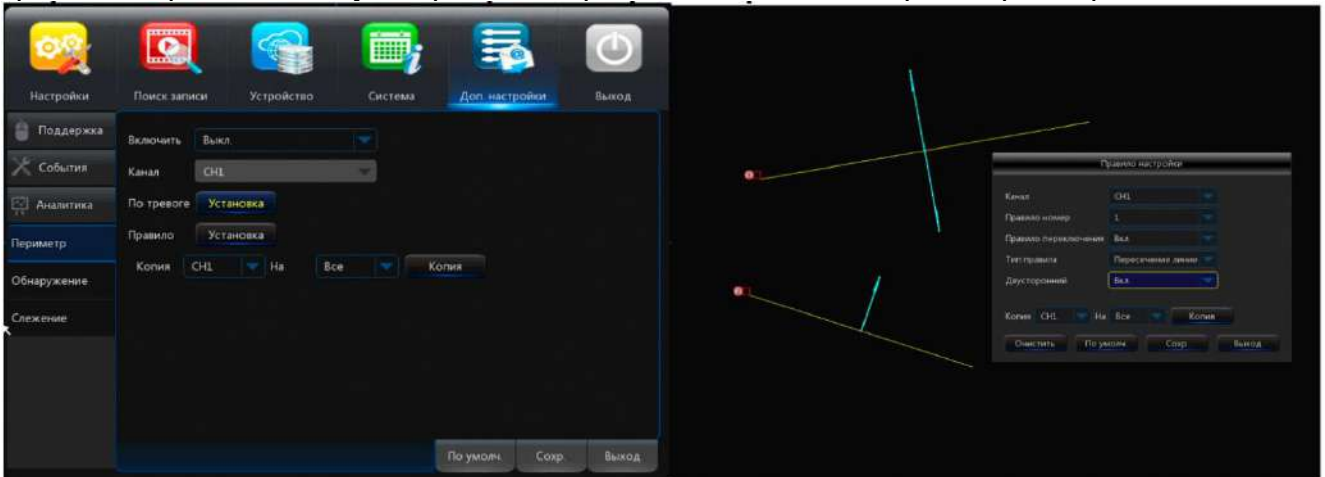 Настройки Поиск записи Устройство Система Доп. настройки Выход
Поддержка
События
Аналитика
Периметр
Обнаружение
Слежение
Включить Выкл.
Канал CH1
По тревоге Установка
Правило Установка
Копия CH1 На Все Копия
По умолч. Сохр. Выход
Правило настройки
Канал CH1
Правило номер 1
Правило переключения Вкл
Тип правила Пересечение линии
Двусторонний Вкл
Копия CH1 На Все Копия
Очистить По умолч Сохр Выход